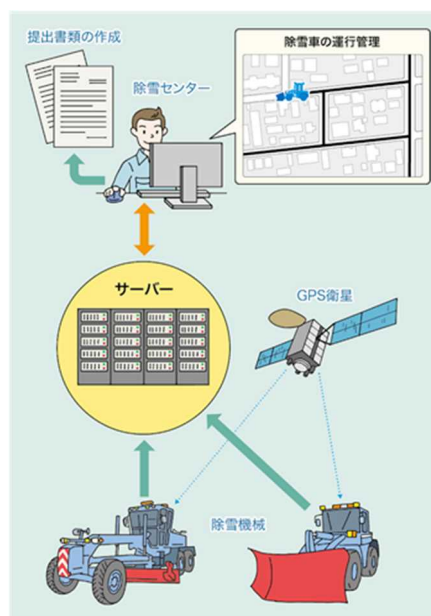 提出書類の作成
除雪センター
除雪車の運行管理
サーバー
GPS衛星
除雪機械